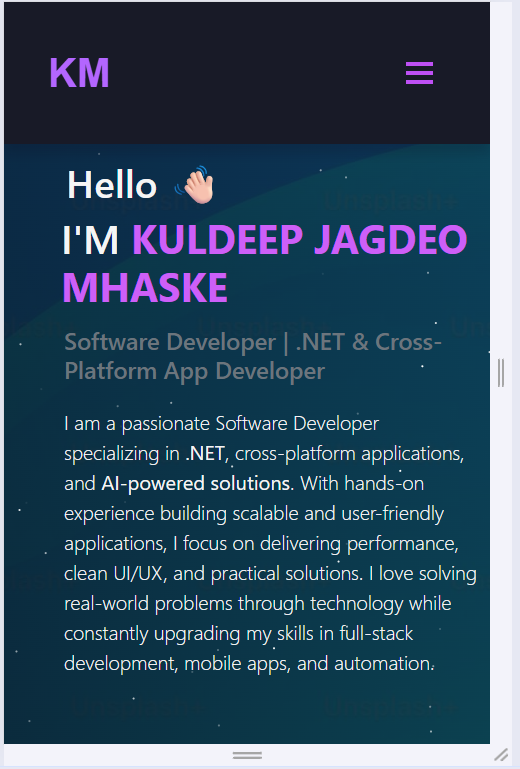 KM
Hello 👋🏻
I'M KULDEEP JAGDEO
MHASKE
Software Developer | .NET & Cross-
Platform App Developer
I am a passionate Software Developer
specializing in .NET, cross-platform applications,
and AI-powered solutions. With hands-on
experience building scalable and user-friendly
applications, I focus on delivering performance,
clean UI/UX, and practical solutions. I love solving
real-world problems through technology while
constantly upgrading my skills in full-stack
development, mobile apps, and automation.